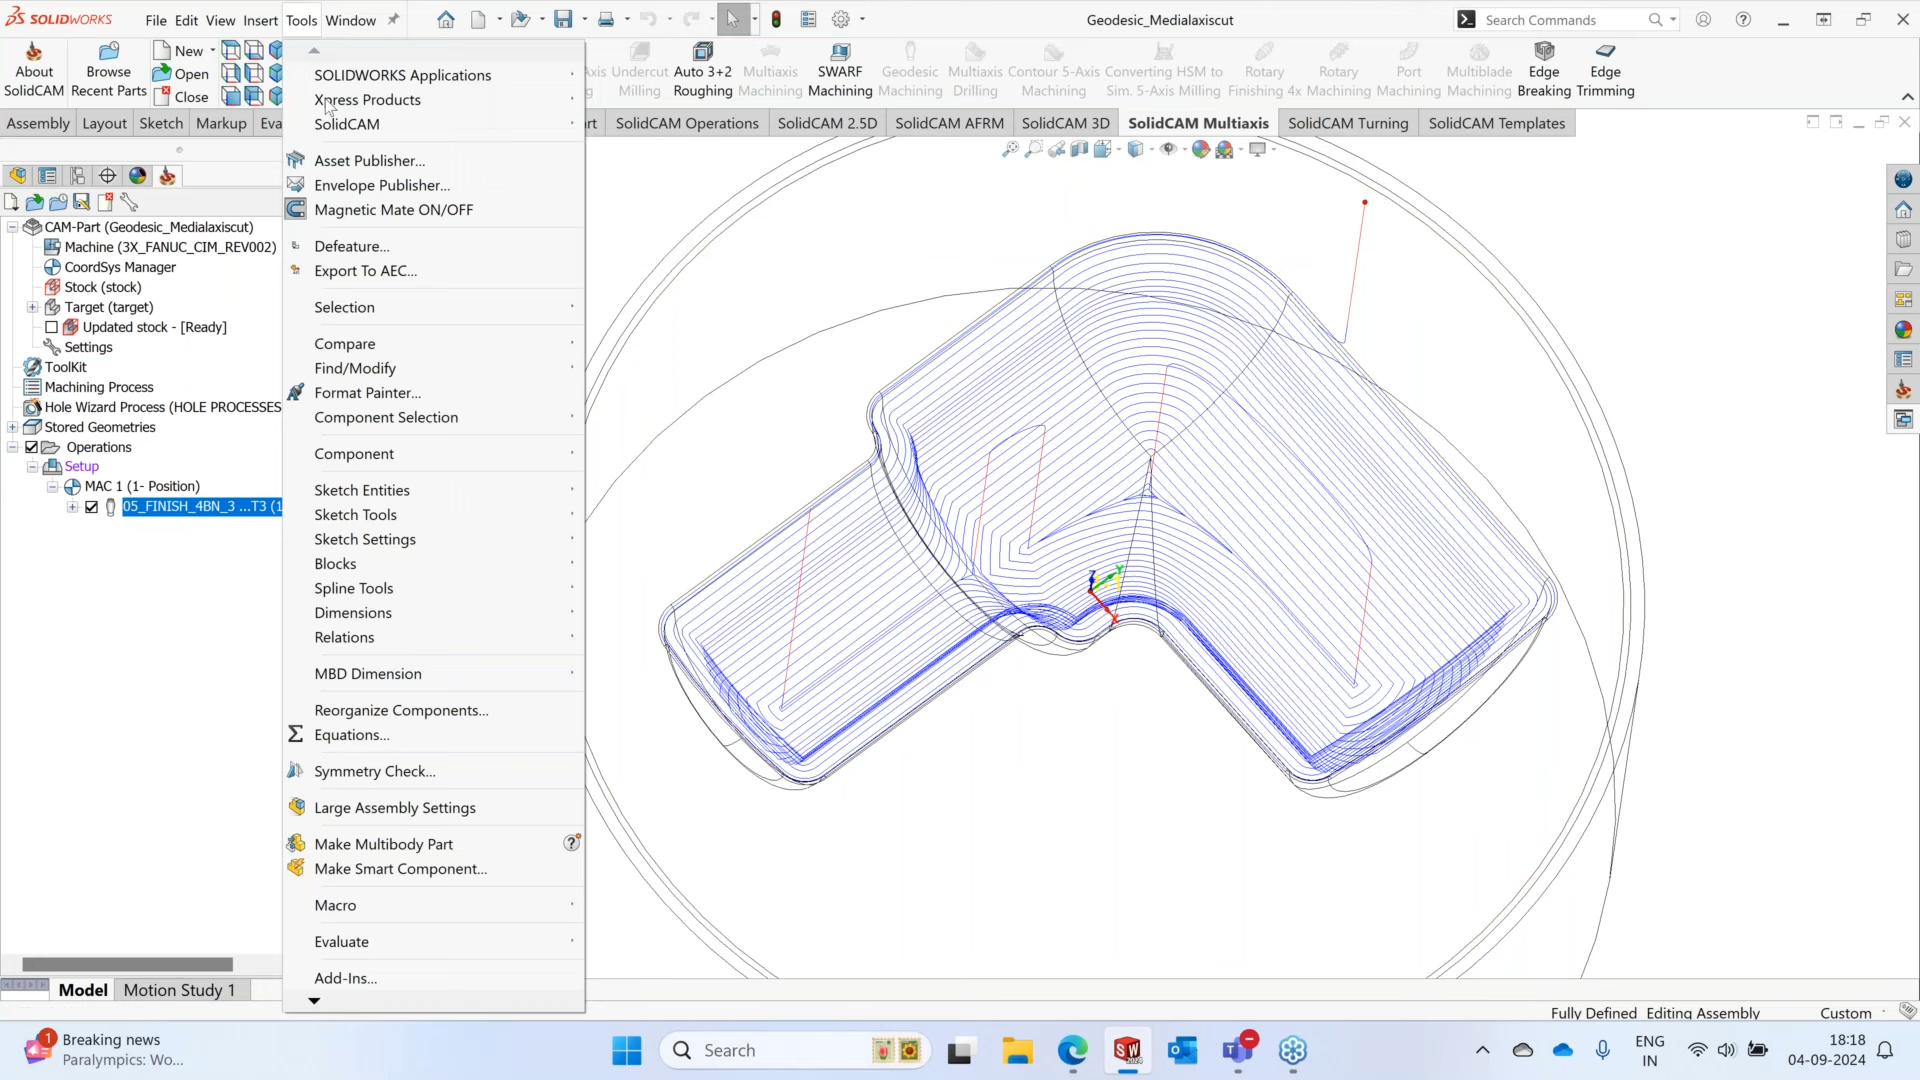 SOLIDWORKS File Edit View Insert Tools Window
Geodesic_Medialaxiscut
Search Commands
About SolidCAM
Browse Recent Parts
New
Open
Close
Undercut Milling
Auto 3+2 Roughing
Multiaxis Machining
SWARF Machining
Geodesic Machining
Multiaxis Drilling
Contour 5-Axis Machining
Converting HSM to Sim. 5-Axis Milling
Rotary Finishing 4x
Rotary Machining
Port Machining
Multiblade Machining
Edge Breaking
Edge Trimming
Assembly Layout Sketch Markup Eva
SolidCAM Operations SolidCAM 2.5D SolidCAM AFRM SolidCAM 3D SolidCAM Multiaxis SolidCAM Turning SolidCAM Templates
CAM-Part (Geodesic_Medialaxiscut)
Machine (3X_FANUC_CIM_REV002)
CoordSys Manager
Stock (stock)
Target (target)
Updated stock - [Ready]
Settings
ToolKit
Machining Process
Hole Wizard Process (HOLE PROCESSES
Stored Geometries
Operations
Setup
MAC 1 (1- Position)
05_FINISH_4BN_3 ...T3 (1
SOLIDWORKS Applications
Xpress Products
SolidCAM
Asset Publisher...
Envelope Publisher...
Magnetic Mate ON/OFF
Defeature...
Export To AEC...
Selection
Compare
Find/Modify
Format Painter...
Component Selection
Component
Sketch Entities
Sketch Tools
Sketch Settings
Blocks
Spline Tools
Dimensions
Relations
MBD Dimension
Reorganize Components...
Equations...
Symmetry Check...
Large Assembly Settings
Make Multibody Part
Make Smart Component...
Macro
Evaluate
Add-Ins...
Z
Y
X
Model Motion Study 1
Fully Defined Editing Assembly Custom
1
Breaking news
Paralympics: Wo...
Search
SW
2024
ENG
IN
18:18
04-09-2024